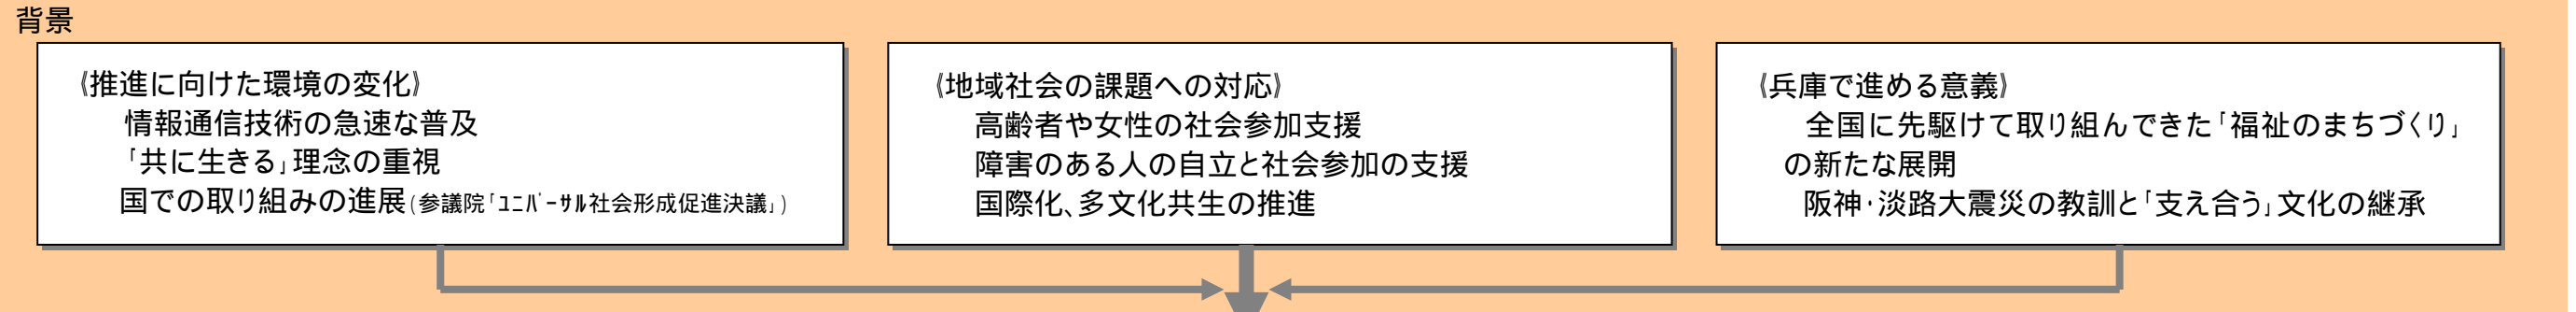 背景
《推進に向けた環境の変化》
情報通信技術の急速な普及
「共に生きる」理念の重視
国での取り組みの進展(参議院「ﾕﾆﾊﾞｰｻﾙ社会形成促進決議」)
《地域社会の課題への対応》
高齢者や女性の社会参加支援
障害のある人の自立と社会参加の支援
国際化、多文化共生の推進
《兵庫で進める意義》
全国に先駆けて取り組んできた「福祉のまちづくり」
の新たな展開
阪神・淡路大震災の教訓と「支え合う」文化の継承